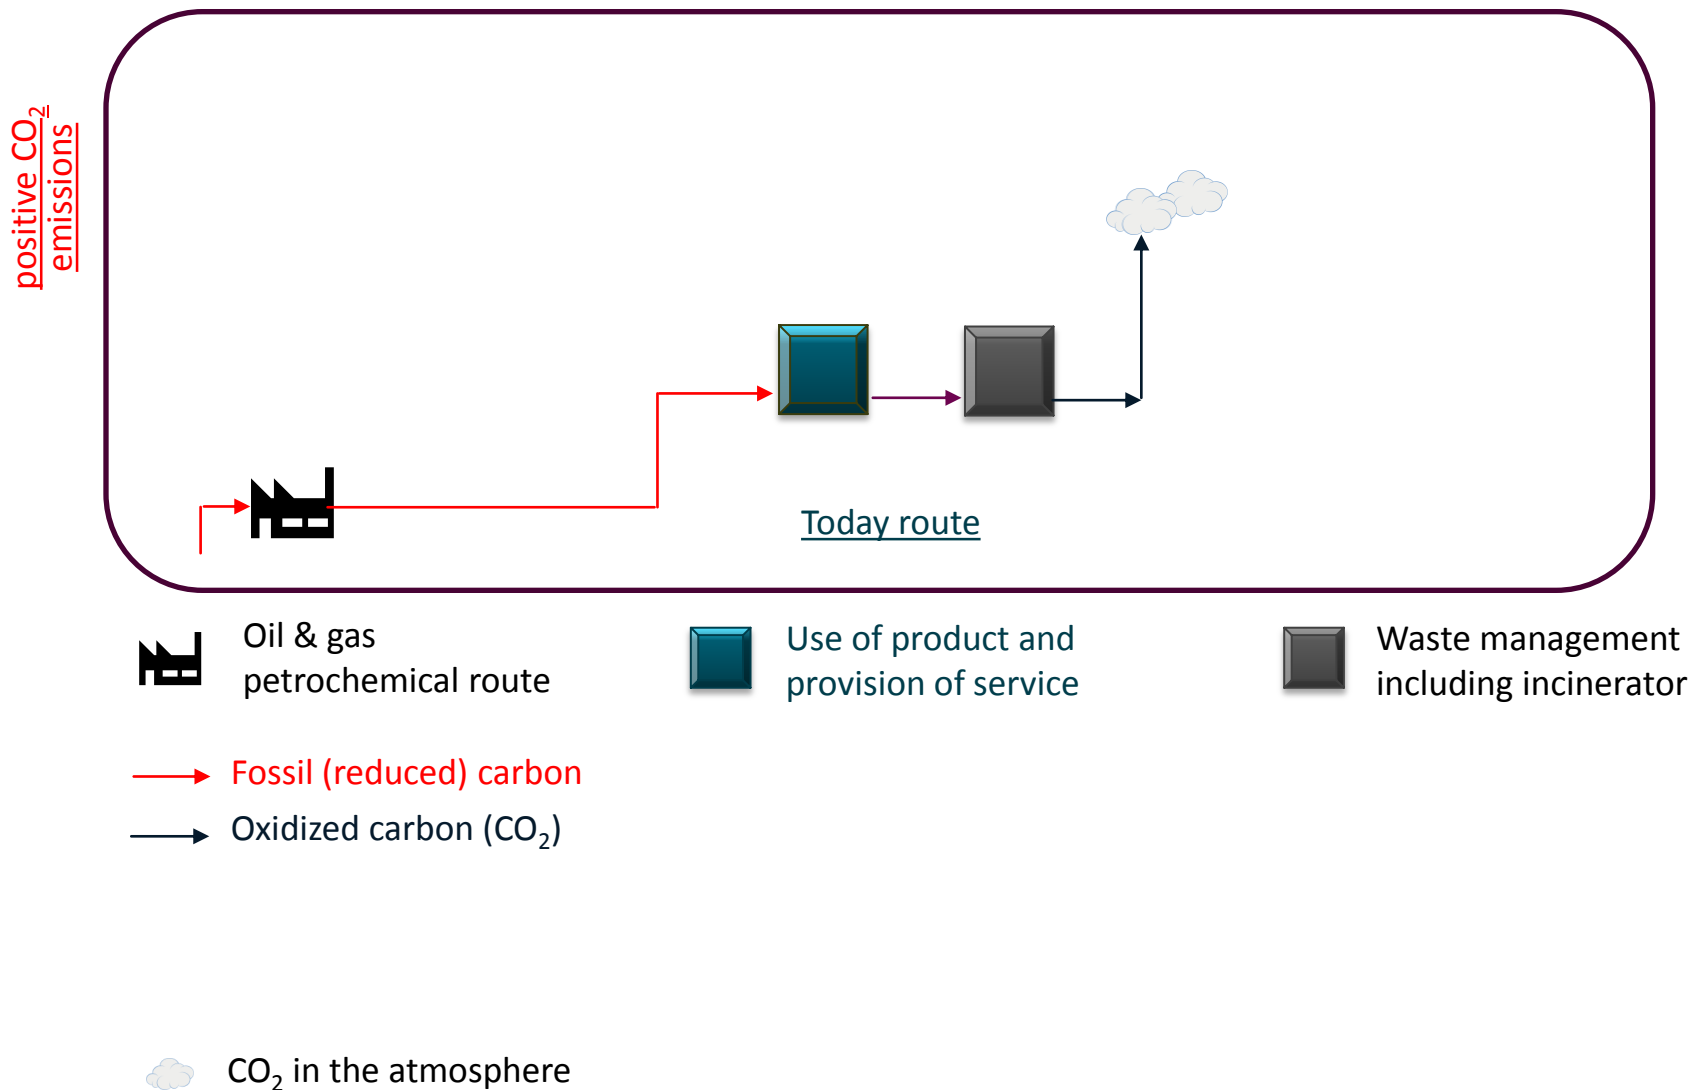 positive CO₂
emissions
Today route
Oil & gas
petrochemical route
Use of product and
provision of service
Waste management
including incinerator
Fossil (reduced) carbon
Oxidized carbon (CO₂)
CO₂ in the atmosphere